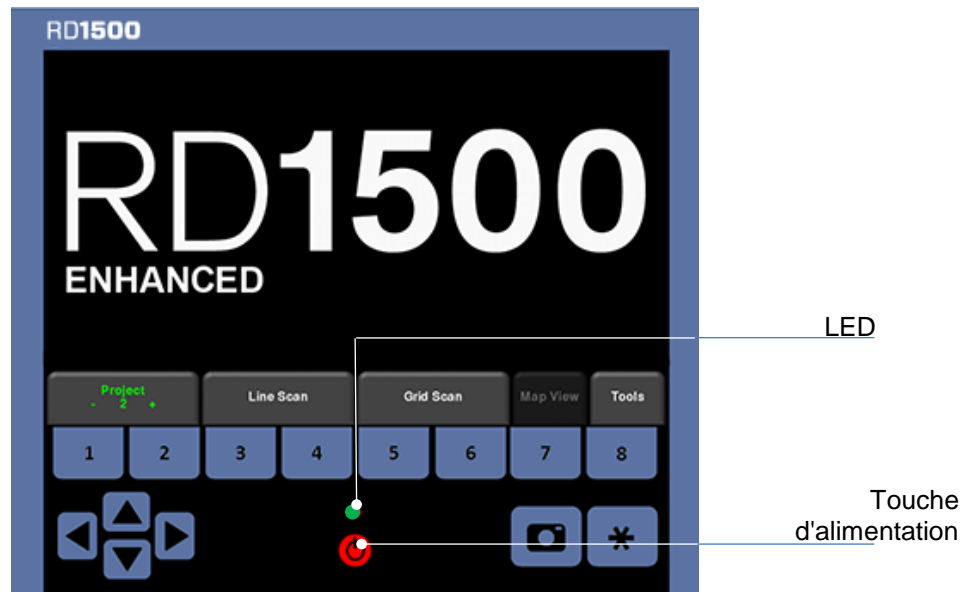 RD1500
RD1500
ENHANCED
LED
Project
- 2 +
Line Scan
Grid Scan
Map View
Tools
1 2 3 4 5 6 7 8
Touche
d'alimentation
*